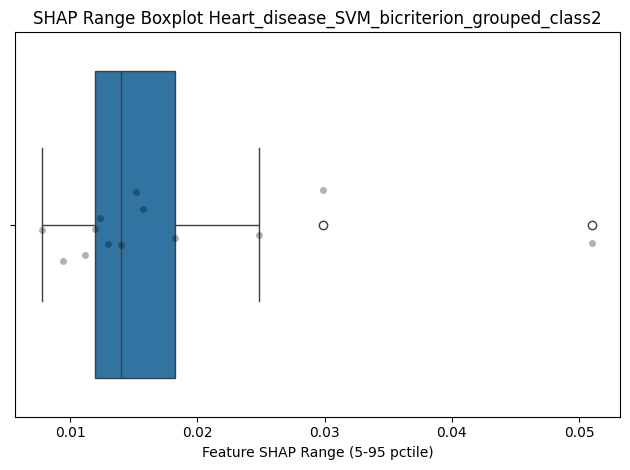 SHAP Range Boxplot Heart_disease_SVM_bicriterion_grouped_class2
0.01 0.02 0.03 0.04 0.05
Feature SHAP Range (5-95 pctile)